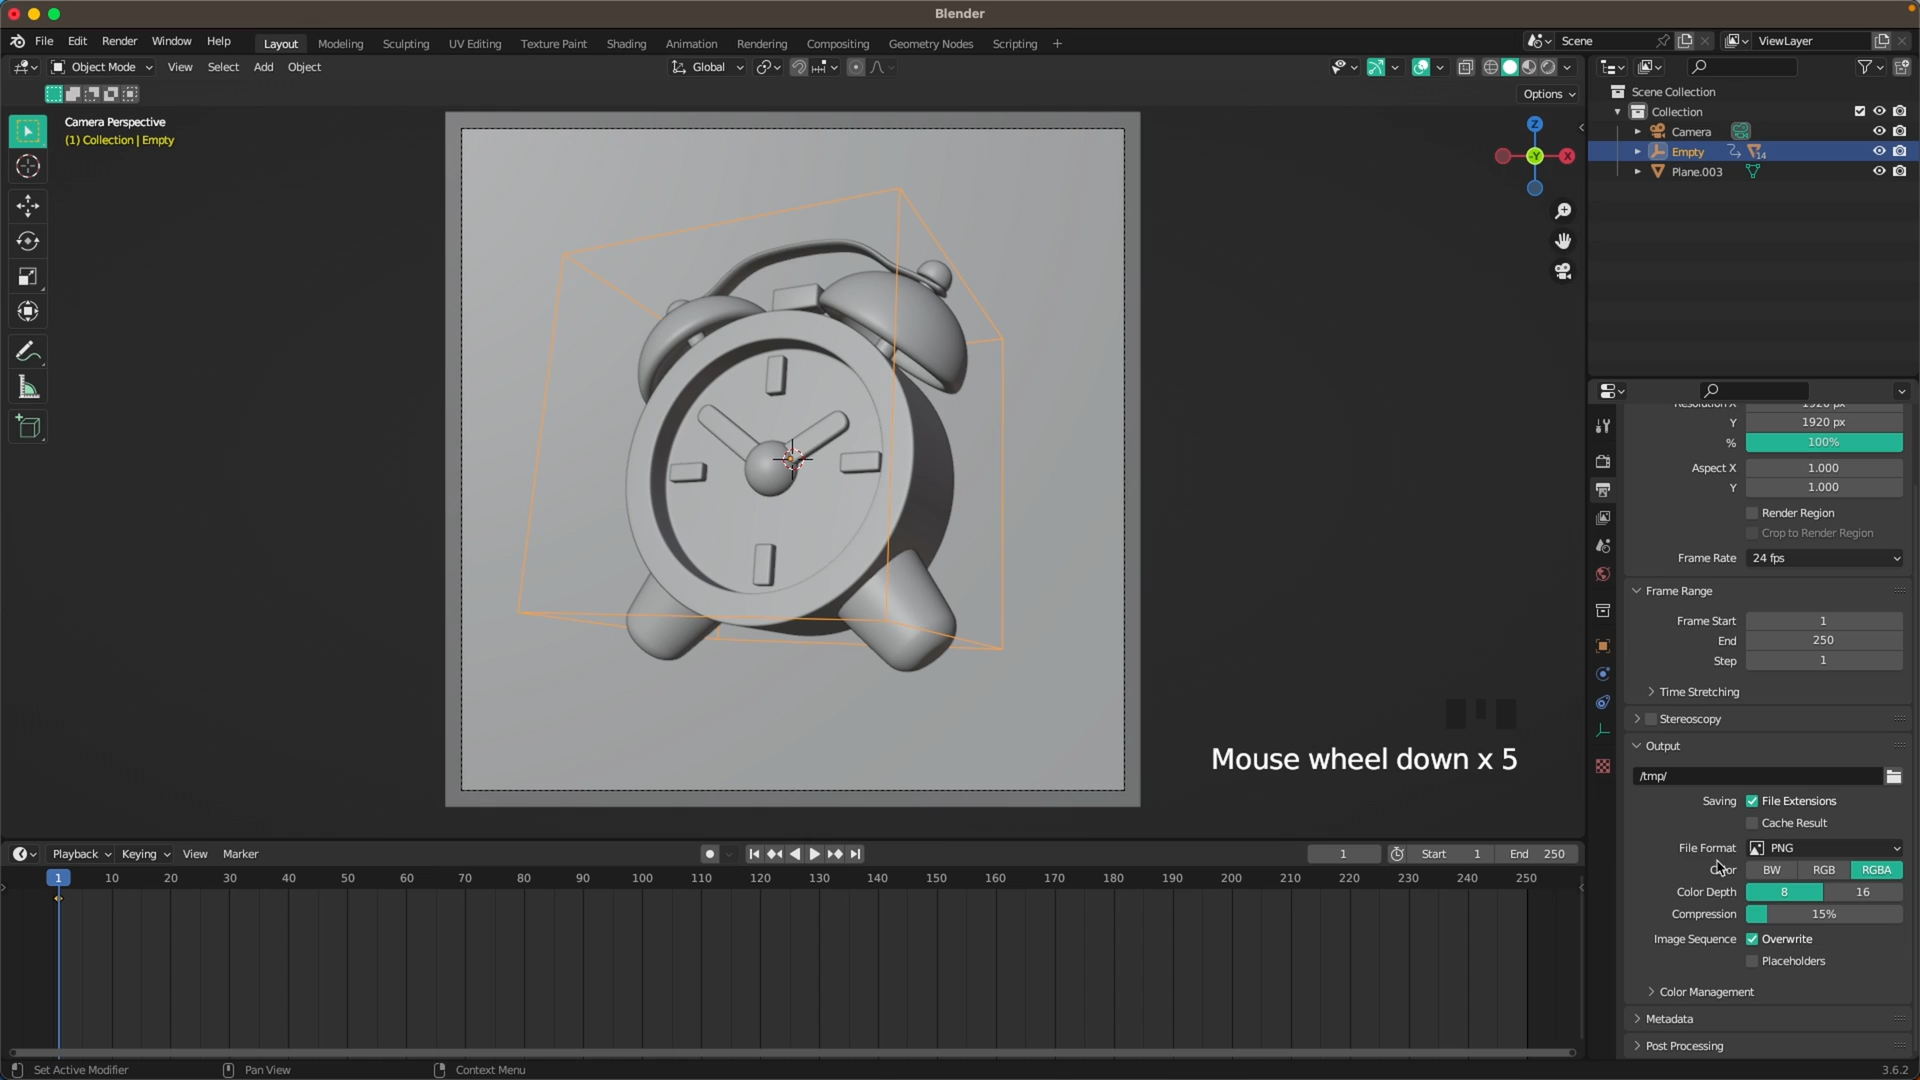 Blender
File Edit Render Window Help
Layout Modeling Sculpting UV Editing Texture Paint Shading Animation Rendering Compositing Geometry Nodes Scripting +
Scene
ViewLayer
Object Mode View Select Add Object
Global
Options
Camera Perspective
(1) Collection | Empty
Z
-Y
X
Scene Collection
Collection
Camera
Empty
14
Plane.003
Resolution X 1920 px
Y 1920 px
% 100%
Aspect X 1.000
Y 1.000
Render Region
Crop to Render Region
Frame Rate 24 fps
Frame Range
Frame Start 1
End 250
Step 1
Time Stretching
Stereoscopy
Output
/tmp/
Saving File Extensions
Cache Result
File Format PNG
Color BW RGB RGBA
Color Depth 8 16
Compression 15%
Image Sequence Overwrite
Placeholders
Color Management
Metadata
Post Processing
Mouse wheel down x 5
Playback Keying View Marker
1 Start 1 End 250
1 10 20 30 40 50 60 70 80 90 100 110 120 130 140 150 160 170 180 190 200 210 220 230 240 250
Set Active Modifier
Pan View
Context Menu
3.6.2